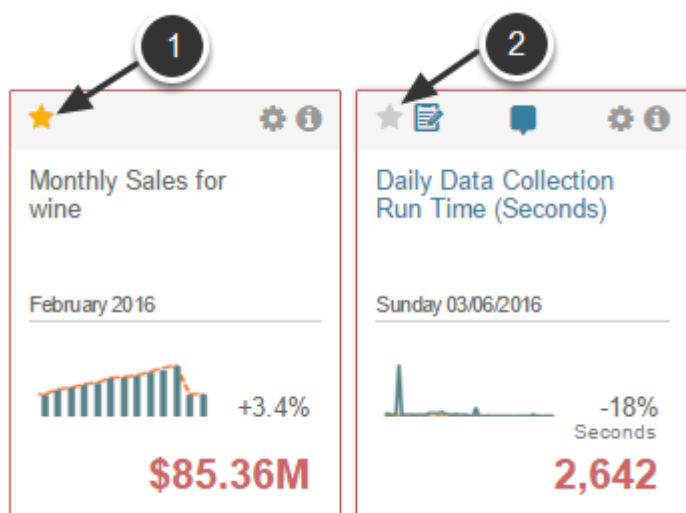 1
2
Monthly Sales for
wine
February 2016
+3.4%
$85.36M
Daily Data Collection
Run Time (Seconds)
Sunday 03/06/2016
-18%
Seconds
2,642